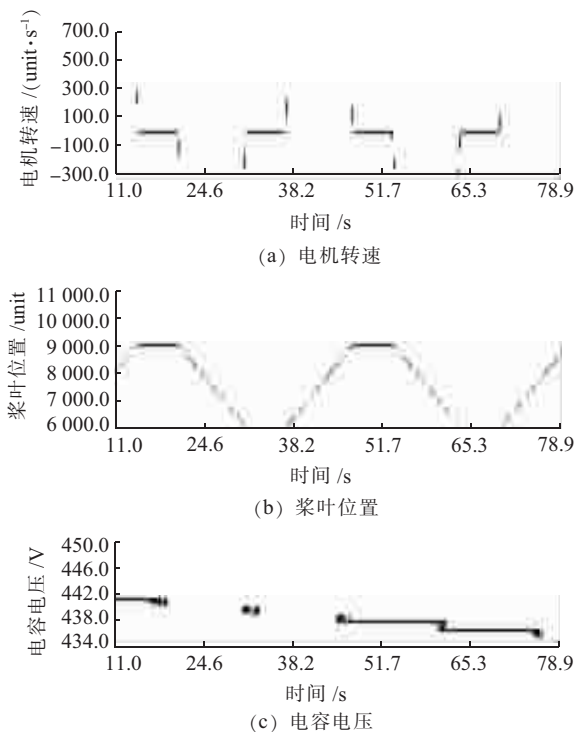 电机转速 /(unit·s⁻¹)
700.0
500.0
300.0
100.0
-100.0
-300.0
11.0 24.6 38.2 51.7 65.3 78.9
时间 /s
(a) 电机转速
桨叶位置 /unit
11 000.0
10 000.0
9 000.0
8 000.0
7 000.0
6 000.0
11.0 24.6 38.2 51.7 65.3 78.9
时间 /s
(b) 桨叶位置
电容电压 /V
450.0
446.0
442.0
438.0
434.0
11.0 24.6 38.2 51.7 65.3 78.9
时间 /s
(c) 电容电压